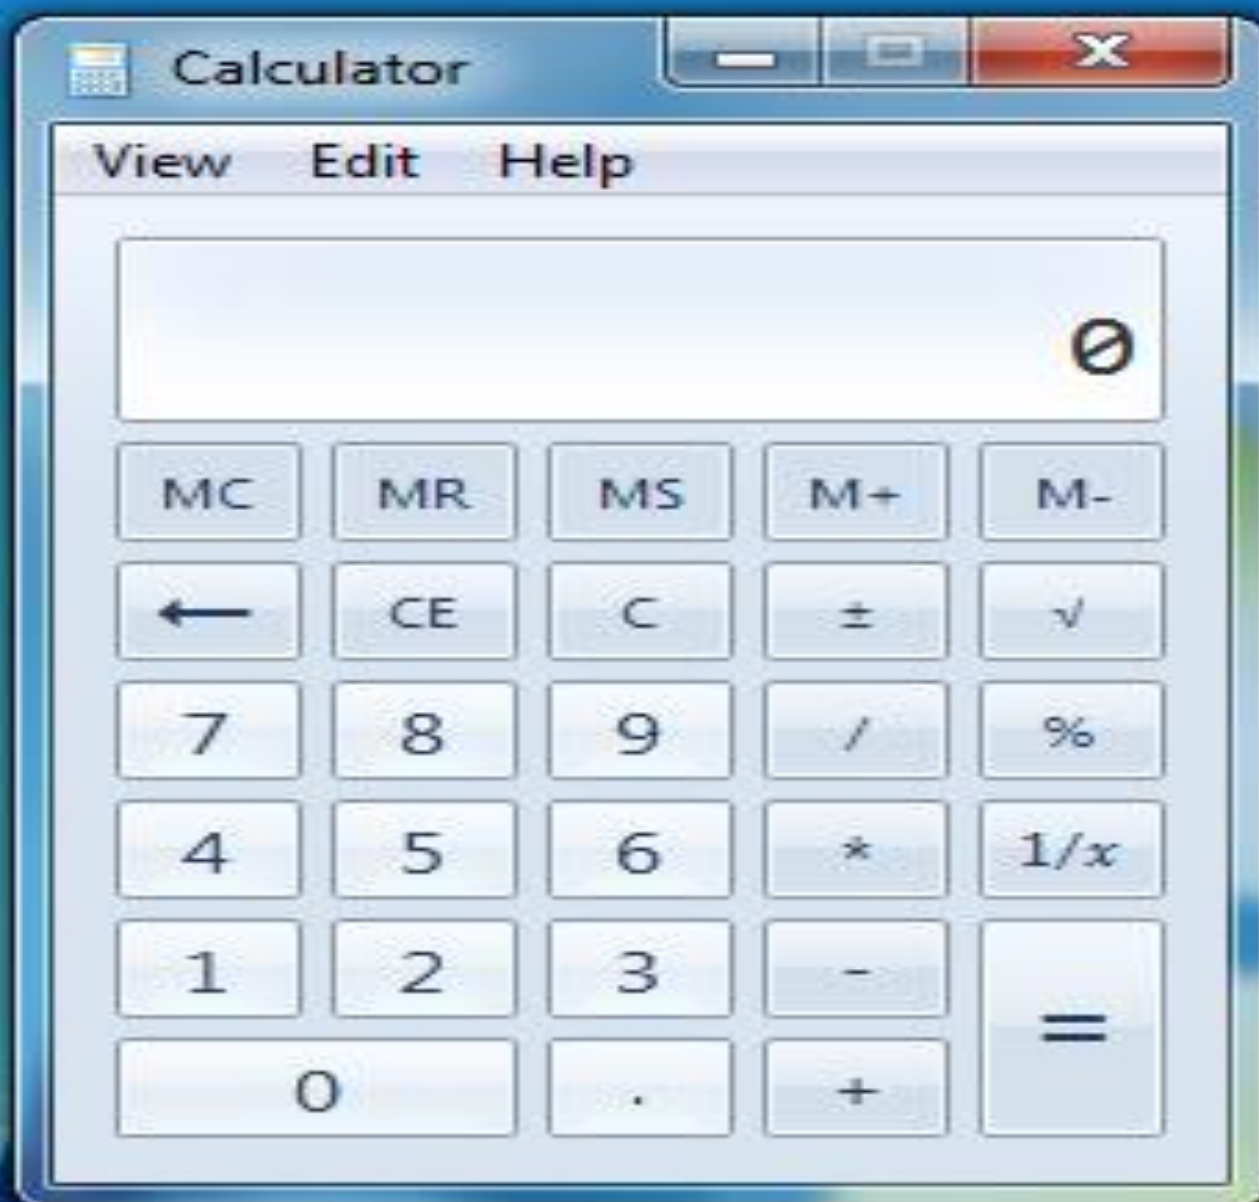 Calculator
View Edit Help
0
MC MR MS M+ M-
← CE C ± √
7 8 9 / %
4 5 6 * 1/x
1 2 3 - =
0 . +